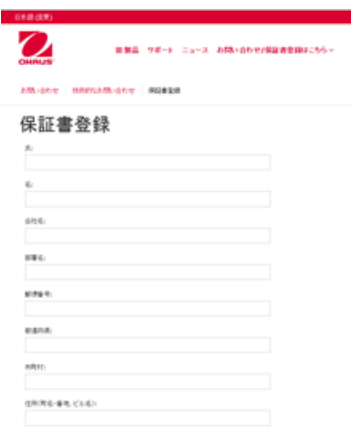 日本語 (変更)
OHAUS
製品 サポート ニュース お問い合わせ/保証書登録はこちら
お問い合わせ 技術的なお問い合わせ 保証書登録
保証書登録
氏:
名:
会社名:
部署名:
郵便番号:
都道府県:
市町村:
住所(町名・番地、ビル名):